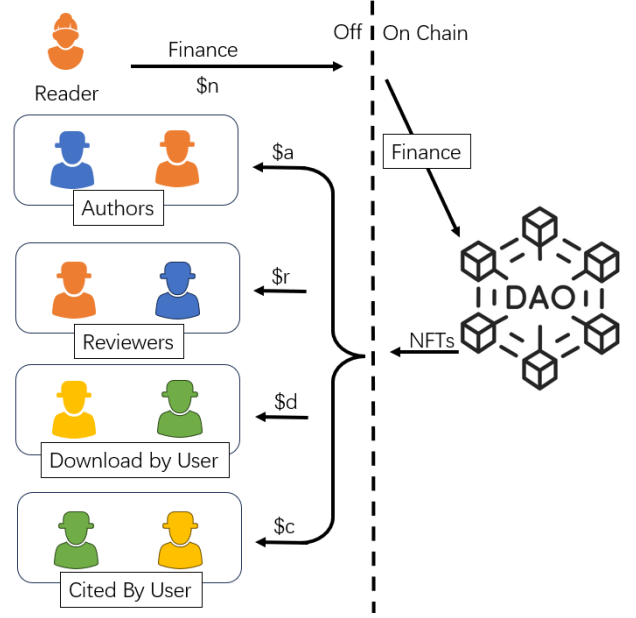 Off
On Chain
Finance
$n
Reader
$a
Finance
Authors
$r
DAO
Reviewers
NFTs
$d
Download by User
$c
Cited By User